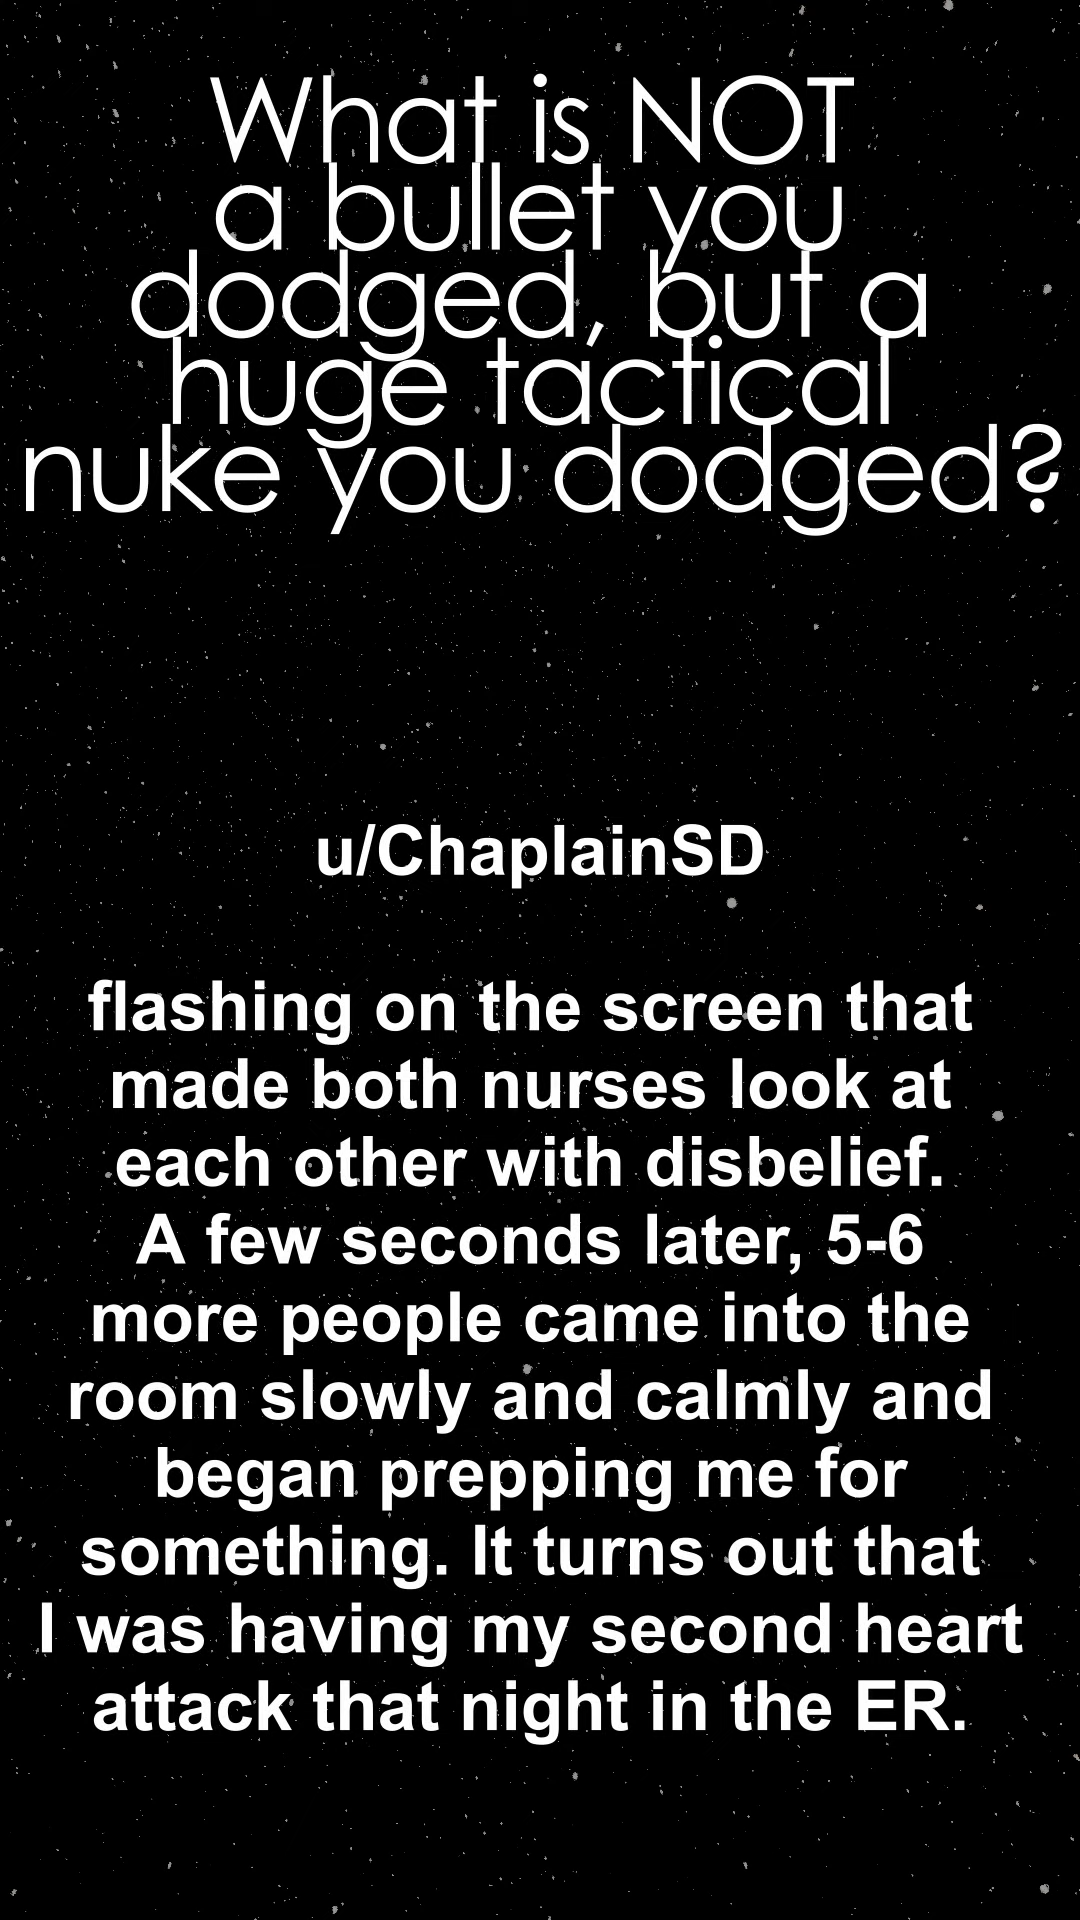 What is NOT
a bullet you
dodged, but a
huge tactical
nuke you dodged?
u/ChaplainSD
flashing on the screen that
made both nurses look at
each other with disbelief.
A few seconds later, 5-6
more people came into the
room slowly and calmly and
began prepping me for
something. It turns out that
I was having my second heart
attack that night in the ER.